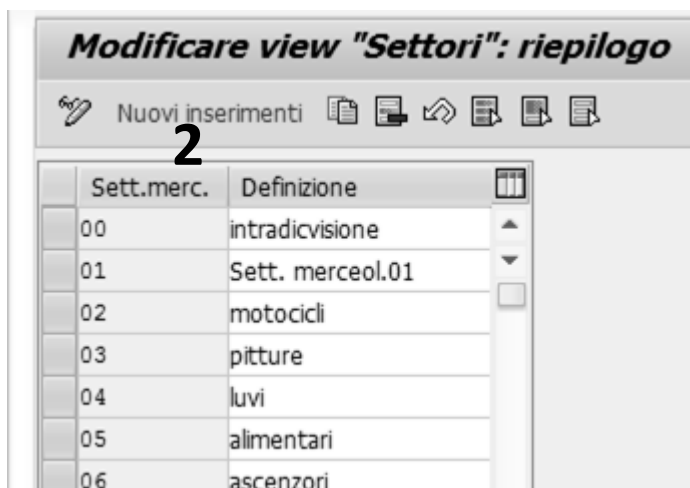 Modificare view "Settori": riepilogo
Nuovi inserimenti
2
Sett.merc. Definizione
00 intradicvisione
01 Sett. merceol.01
02 motocicli
03 pitture
04 luvi
05 alimentari
06 ascenzori